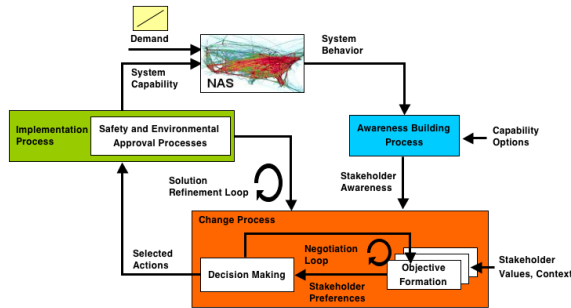 Demand
System
Behavior
System
Capability
NAS
Implementation
Process
Safety and Environmental
Approval Processes
Awareness Building
Process
Capability
Options
Solution
Refinement Loop
Stakeholder
Awareness
Change Process
Selected
Actions
Negotiation
Loop
Decision Making
Objective
Formation
Stakeholder
Values, Context
Stakeholder
Preferences